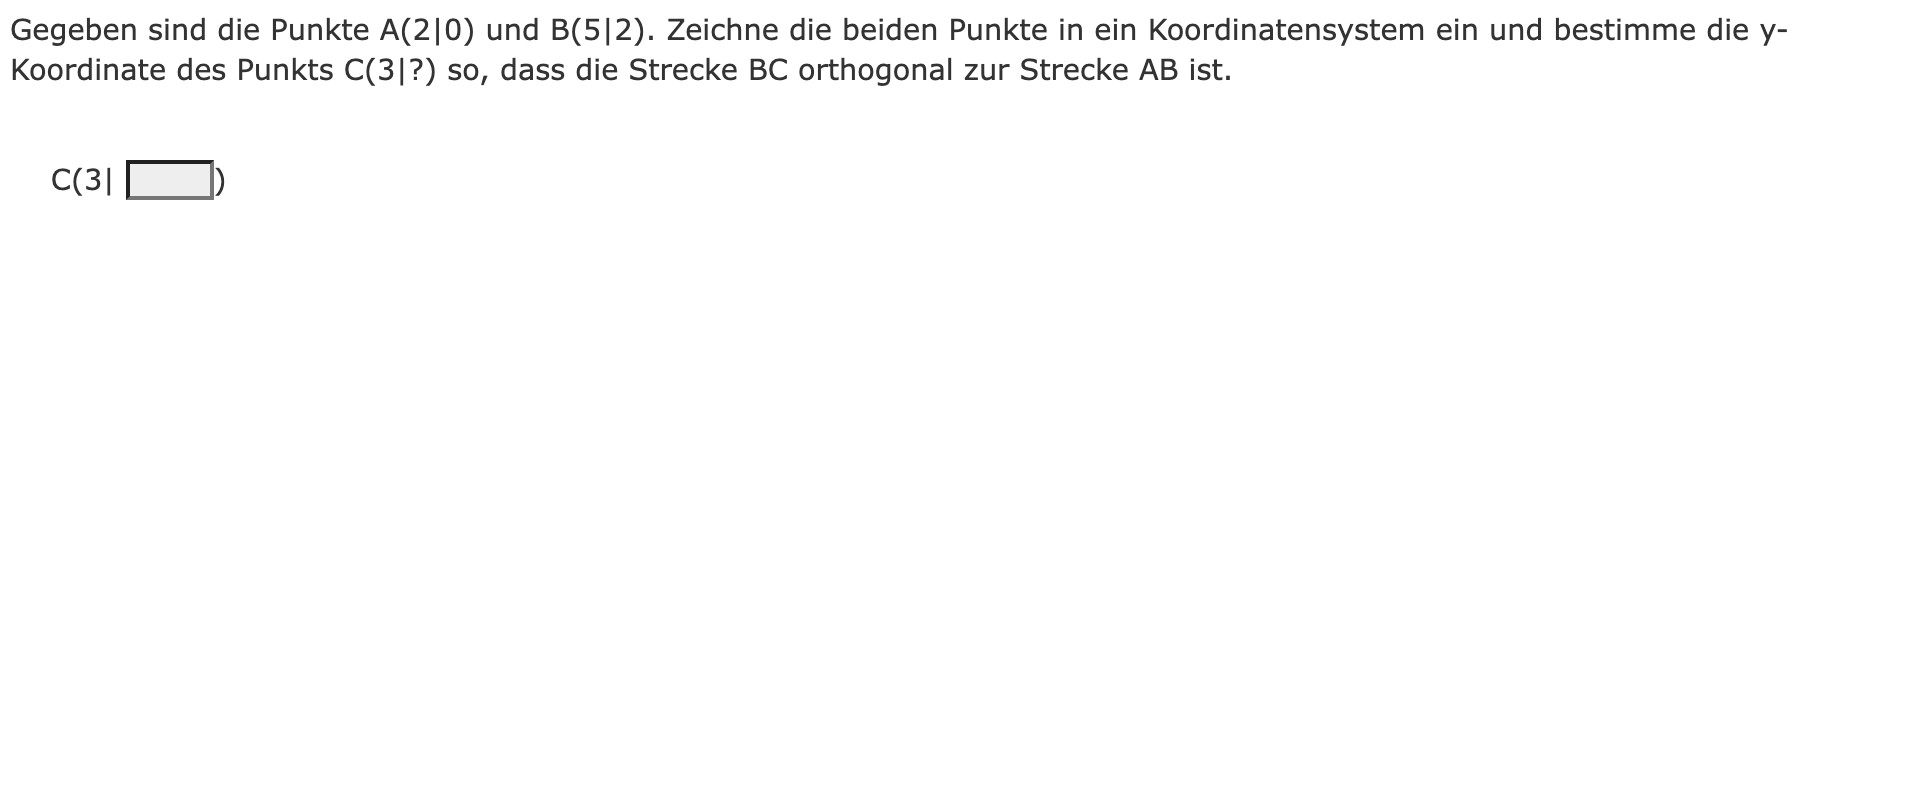 Gegeben sind die Punkte A(2|0) und B(5|2). Zeichne die beiden Punkte in ein Koordinatensystem ein und bestimme die y-
Koordinate des Punkts C(3|?) so, dass die Strecke BC orthogonal zur Strecke AB ist.
C(3| )